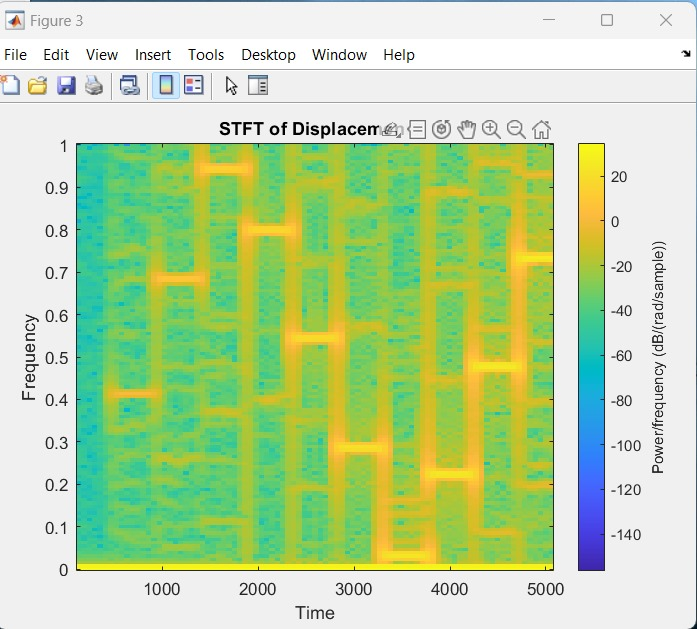 Figure 3
File Edit View Insert Tools Desktop Window Help
STFT of Displacem
1
0.9
0.8
0.7
0.6
0.5
0.4
0.3
0.2
0.1
0
Frequency
1000 2000 3000 4000 5000
Time
20
0
-20
-40
-60
-80
-100
-120
-140
Power/frequency (dB/(rad/sample))